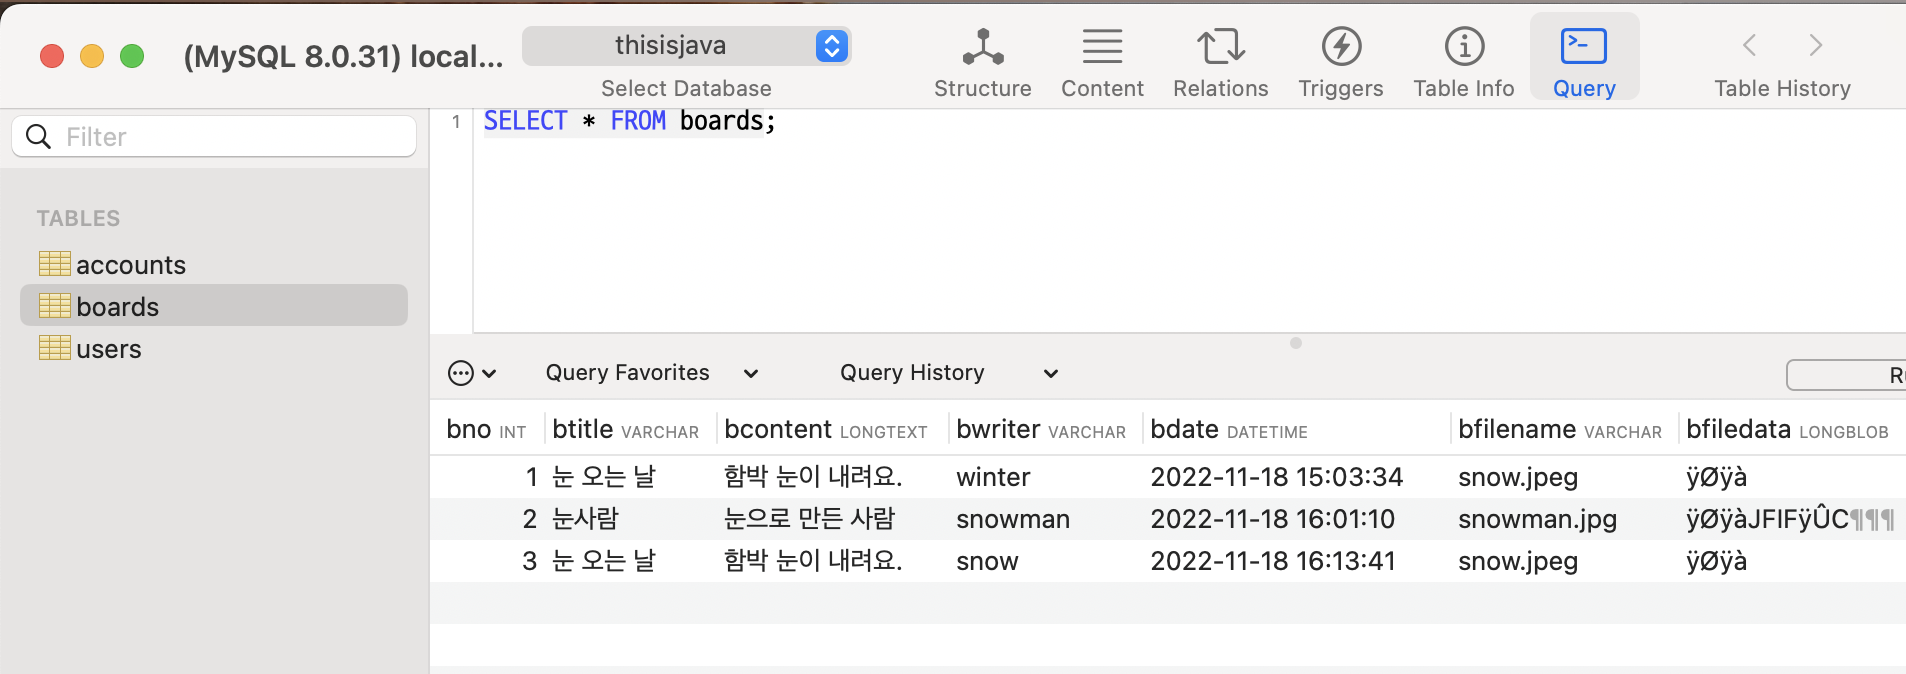 (MySQL 8.0.31) local...
thisisjava
Select Database
Structure
Content
Relations
Triggers
Table Info
Query
Table History
Filter
TABLES
accounts
boards
users
1 SELECT * FROM boards;
Query Favorites Query History
bno INT btitle VARCHAR bcontent LONGTEXT bwriter VARCHAR bdate DATETIME bfilename VARCHAR bfiledata LONGBLOB
1 눈 오는 날 함박 눈이 내려요. winter 2022-11-18 15:03:34 snow.jpeg ÿØÿà
2 눈사람 눈으로 만든 사람 snowman 2022-11-18 16:01:10 snowman.jpg ÿØÿàJFIFÿÛC¶¶¶
3 눈 오는 날 함박 눈이 내려요. snow 2022-11-18 16:13:41 snow.jpeg ÿØÿà